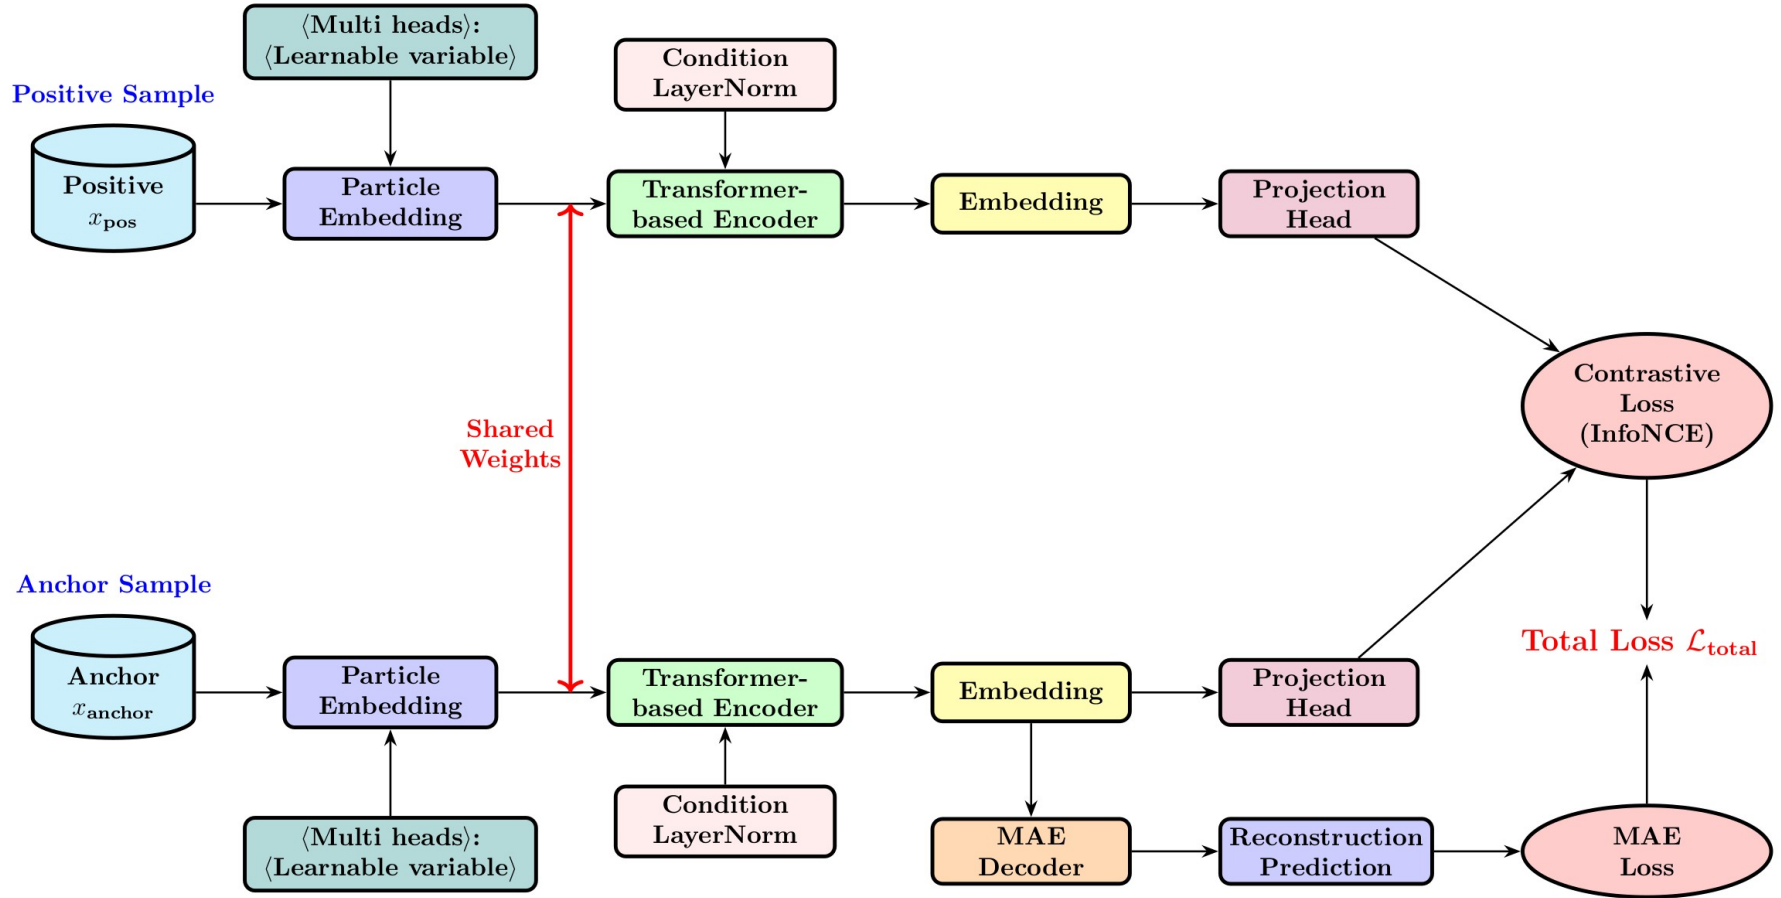 ⟨Multi heads⟩:
⟨Learnable variable⟩
Condition
LayerNorm
Positive Sample
Positive
x_pos
Particle
Embedding
Transformer-
based Encoder
Embedding
Projection
Head
Contrastive
Loss
(InfoNCE)
Shared
Weights
Anchor Sample
Anchor
x_anchor
Particle
Embedding
Transformer-
based Encoder
Embedding
Projection
Head
Total Loss ℒ_total
⟨Multi heads⟩:
⟨Learnable variable⟩
Condition
LayerNorm
MAE
Decoder
Reconstruction
Prediction
MAE
Loss